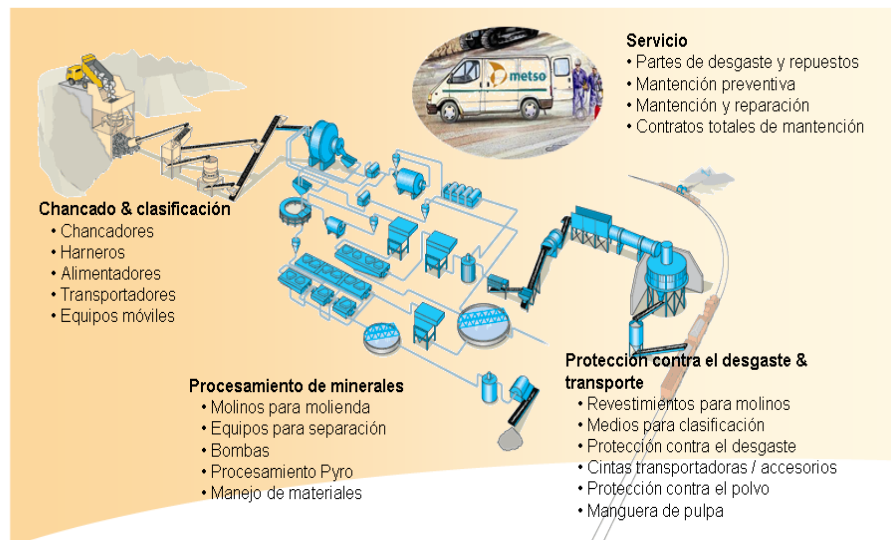 Servicio
• Partes de desgaste y repuestos
• Mantención preventiva
• Mantención y reparación
• Contratos totales de mantención
metso
Chancado & clasificación
• Chancadores
• Harneros
• Alimentadores
• Transportadores
• Equipos móviles
Procesamiento de minerales
• Molinos para molienda
• Equipos para separación
• Bombas
• Procesamiento Pyro
• Manejo de materiales
Protección contra el desgaste &
transporte
• Revestimientos para molinos
• Medios para clasificación
• Protección contra el desgaste
• Cintas transportadoras / accesorios
• Protección contra el polvo
• Manguera de pulpa